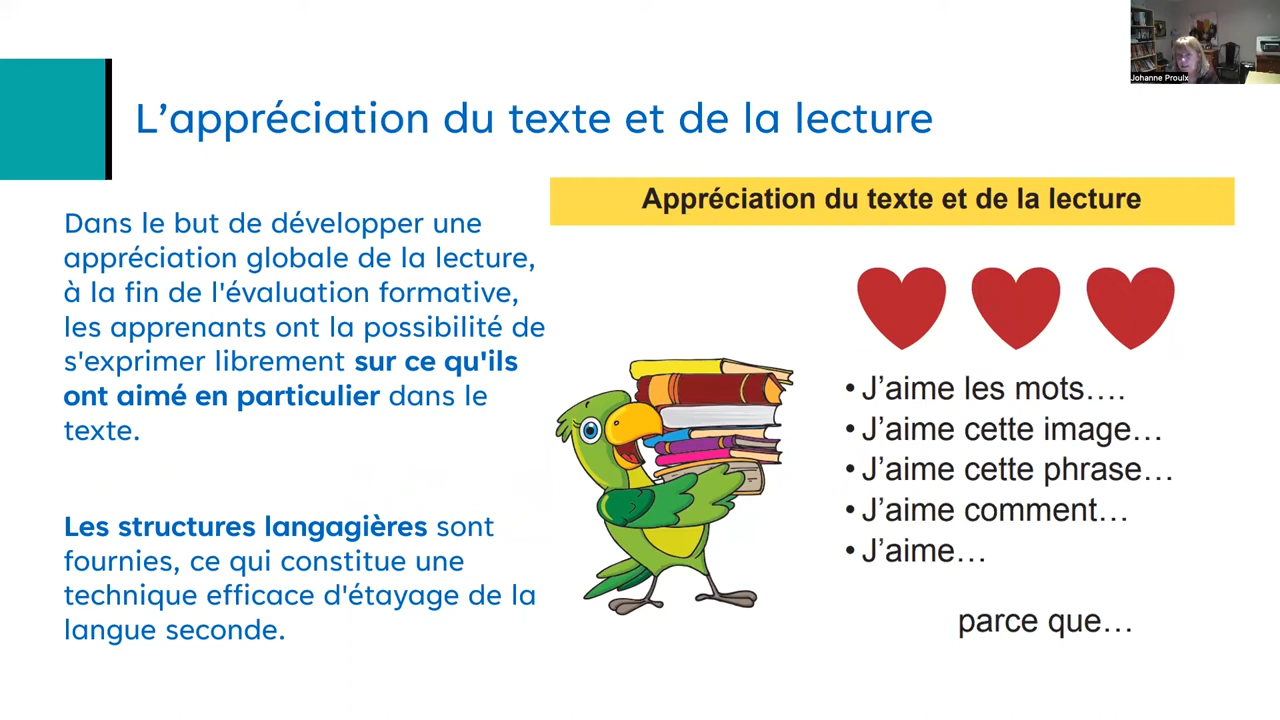 Johanne Proulx
L’appréciation du texte et de la lecture
Dans le but de développer une
appréciation globale de la lecture,
à la fin de l'évaluation formative,
les apprenants ont la possibilité de
s'exprimer librement sur ce qu'ils
ont aimé en particulier dans le
texte.
Les structures langagières sont
fournies, ce qui constitue une
technique efficace d'étayage de la
langue seconde.
Appréciation du texte et de la lecture
• J’aime les mots….
• J’aime cette image…
• J’aime cette phrase…
• J’aime comment…
• J’aime…
parce que…